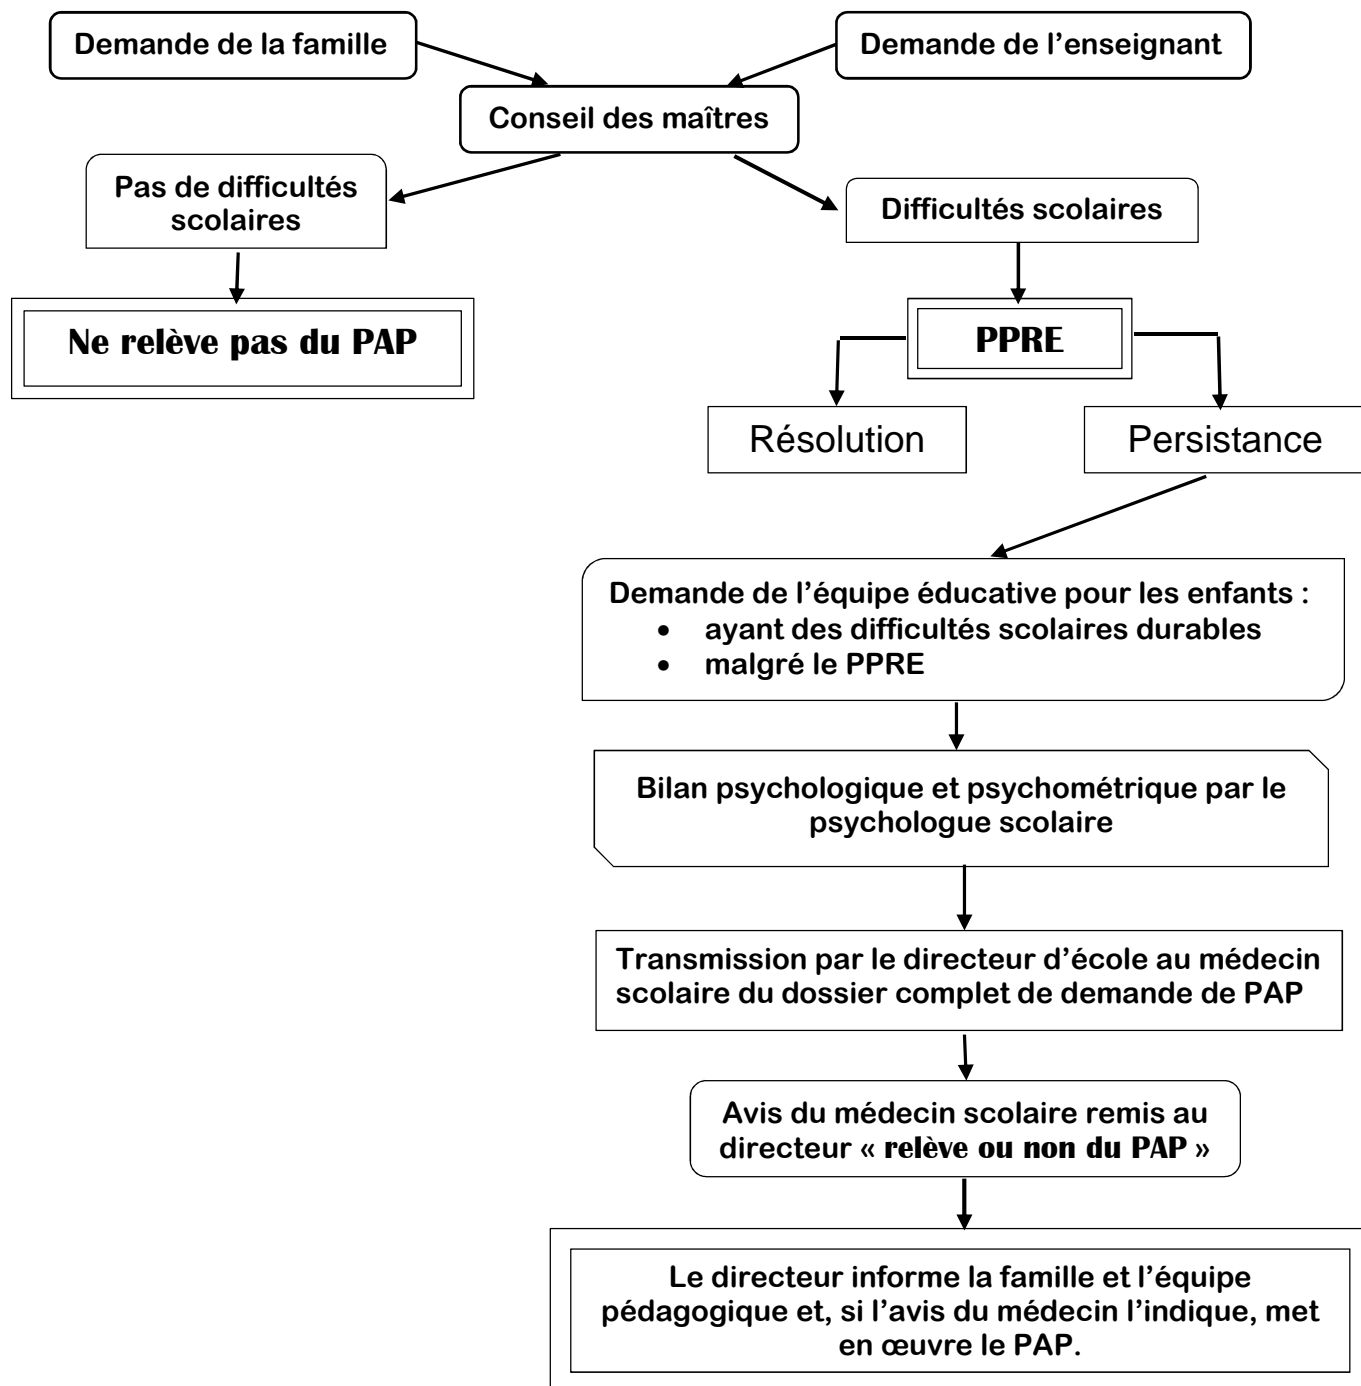 Demande de la famille
Demande de l’enseignant
Conseil des maîtres
Pas de difficultés
scolaires
Difficultés scolaires
Ne relève pas du PAP
PPRE
Résolution
Persistance
Demande de l’équipe éducative pour les enfants :
• ayant des difficultés scolaires durables
• malgré le PPRE
Bilan psychologique et psychométrique par le
psychologue scolaire
Transmission par le directeur d’école au médecin
scolaire du dossier complet de demande de PAP
Avis du médecin scolaire remis au
directeur « relève ou non du PAP »
Le directeur informe la famille et l’équipe
pédagogique et, si l’avis du médecin l’indique, met
en œuvre le PAP.